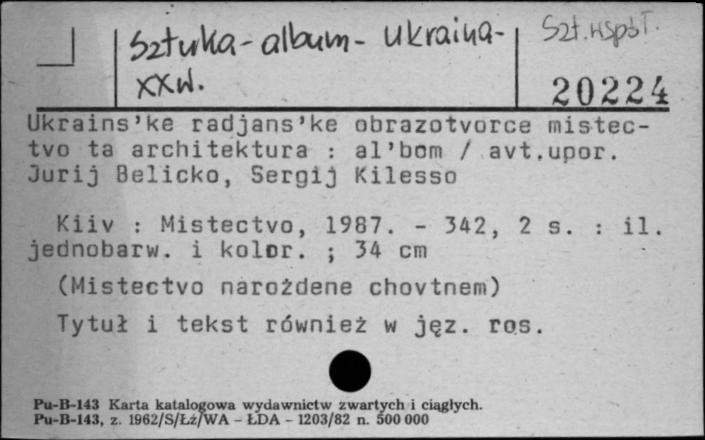 Sztuka - album - Ukraina - Szt. współ.
XX w.
20224
Ukrains'ke radjans'ke obrazotvorce mistec-
tvo ta architektura : al'bom / avt.upor.
Jurij Belicko, Sergij Kilesso
Kiiv : Mistectvo, 1987. - 342, 2 s. : il.
jednobarw. i kolor. ; 34 cm
(Mistectvo narożdene chovtnem)
Tytuł i tekst również w jęz. ros.
Pu-B-143 Karta katalogowa wydawnictw zwartych i ciągłych.
Pu-B-143, z. 1962/S/Łż/WA - ŁDA - 1203/82 n. 500 000